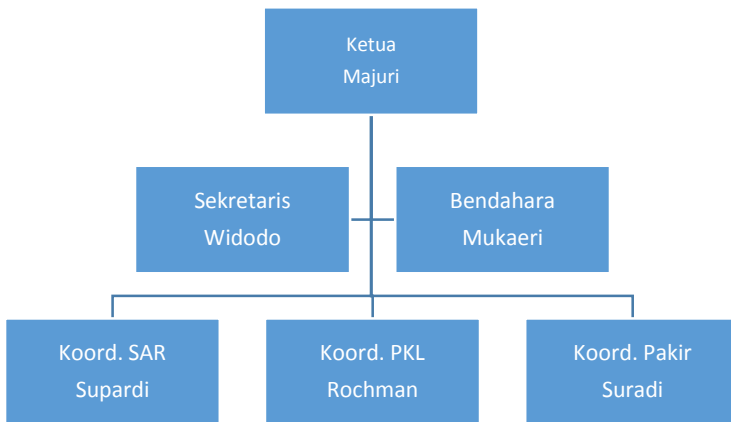 Ketua
Majuri
Sekretaris
Widodo
Bendahara
Mukaeri
Koord. SAR
Supardi
Koord. PKL
Rochman
Koord. Pakir
Suradi